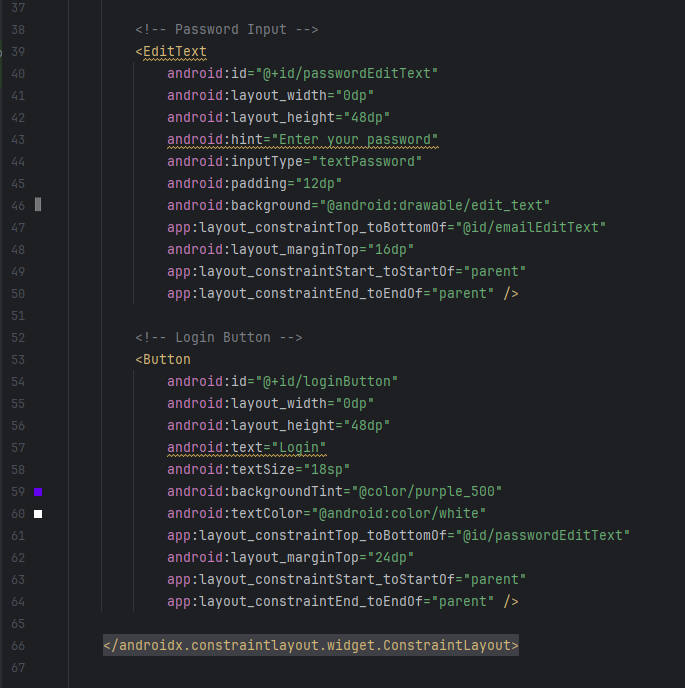 37
38 <!-- Password Input -->
39 <EditText
40 android:id="@+id/passwordEditText"
41 android:layout_width="0dp"
42 android:layout_height="48dp"
43 android:hint="Enter your password"
44 android:inputType="textPassword"
45 android:padding="12dp"
46 android:background="@android:drawable/edit_text"
47 app:layout_constraintTop_toBottomOf="@id/emailEditText"
48 android:layout_marginTop="16dp"
49 app:layout_constraintStart_toStartOf="parent"
50 app:layout_constraintEnd_toEndOf="parent" />
51
52 <!-- Login Button -->
53 <Button
54 android:id="@+id/loginButton"
55 android:layout_width="0dp"
56 android:layout_height="48dp"
57 android:text="Login"
58 android:textSize="18sp"
59 android:backgroundTint="@color/purple_500"
60 android:textColor="@android:color/white"
61 app:layout_constraintTop_toBottomOf="@id/passwordEditText"
62 android:layout_marginTop="24dp"
63 app:layout_constraintStart_toStartOf="parent"
64 app:layout_constraintEnd_toEndOf="parent" />
65
66 </androidx.constraintlayout.widget.ConstraintLayout>
67